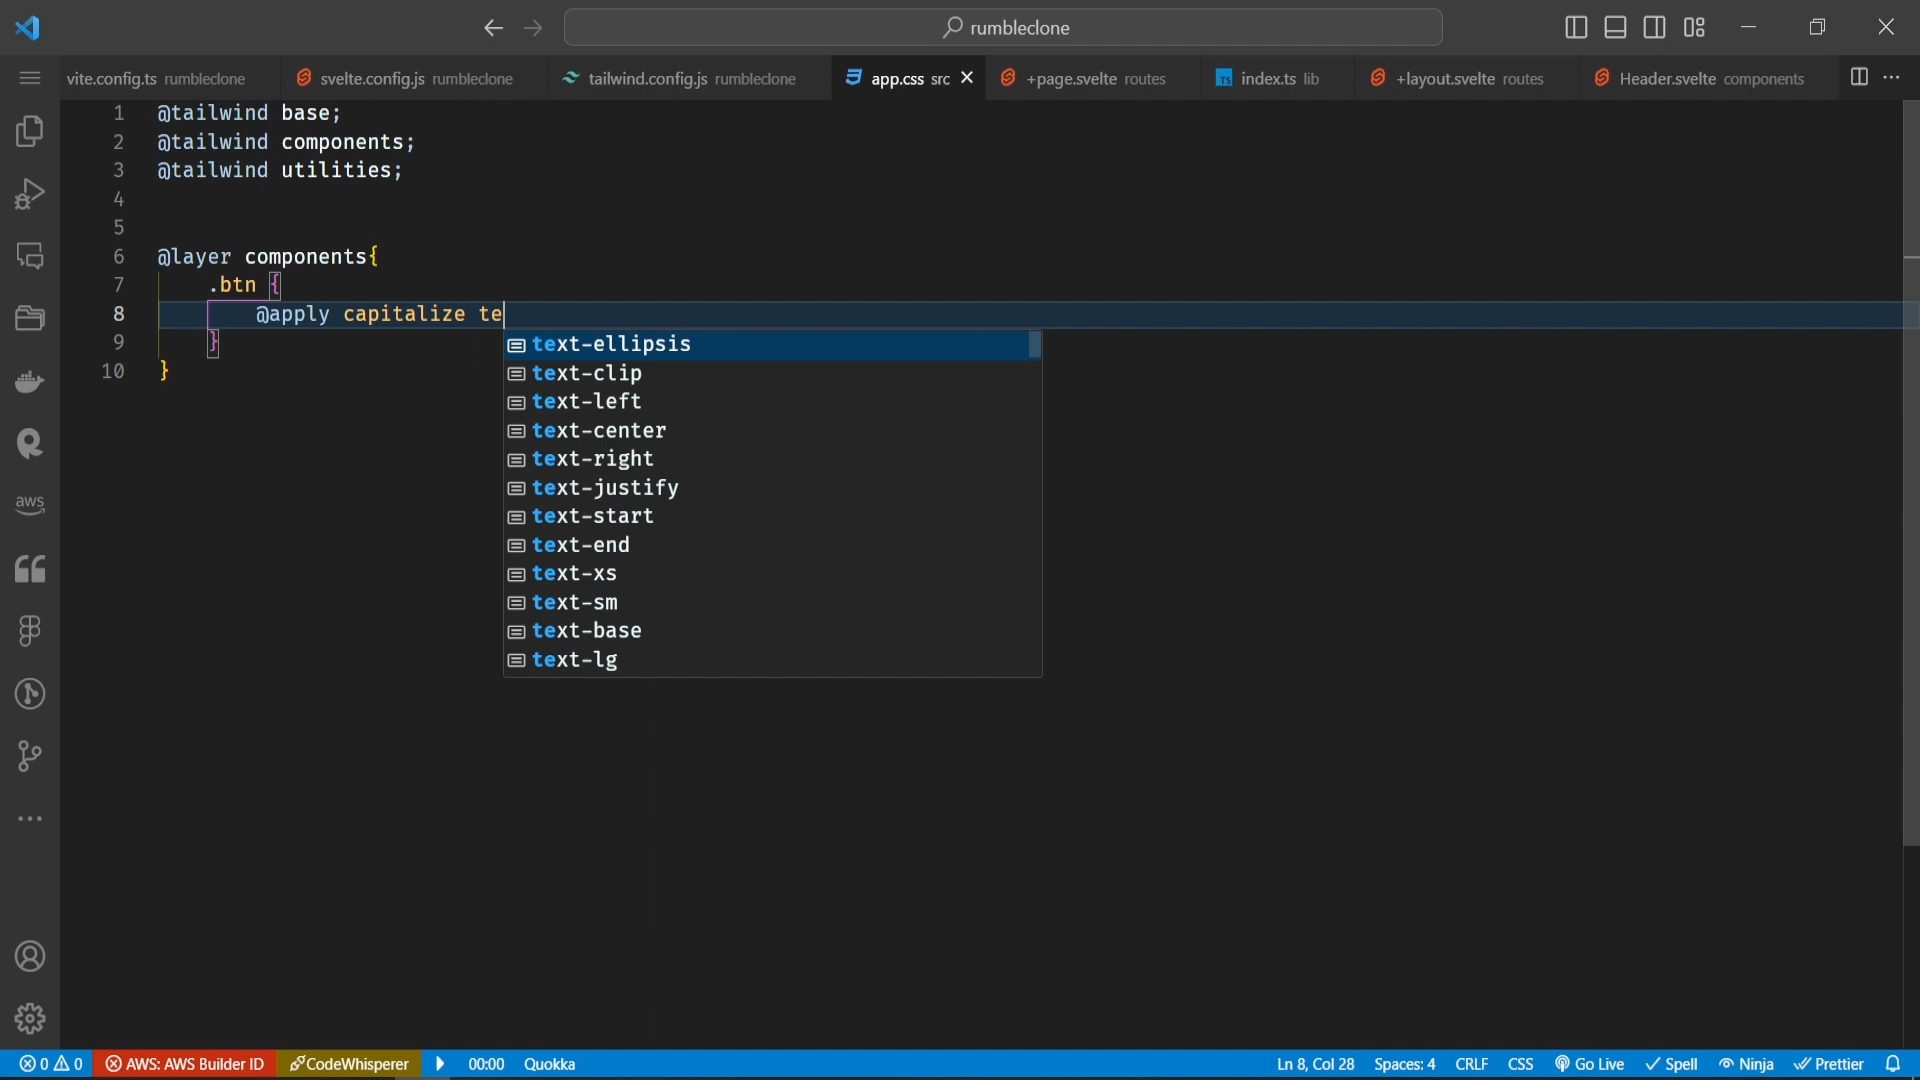 rumbleclone
vite.config.ts rumbleclone
svelte.config.js rumbleclone
tailwind.config.js rumbleclone
app.css src
+page.svelte routes
TS index.ts lib
+layout.svelte routes
Header.svelte components
1 @tailwind base;
2 @tailwind components;
3 @tailwind utilities;
4
5
6 @layer components{
7 .btn {
8 @apply capitalize te
9 }
10 }
text-ellipsis
text-clip
text-left
text-center
text-right
text-justify
text-start
text-end
text-xs
text-sm
text-base
text-lg
aws
0 0 AWS: AWS Builder ID CodeWhisperer 00:00 Quokka Ln 8, Col 28 Spaces: 4 CRLF CSS Go Live Spell Ninja Prettier